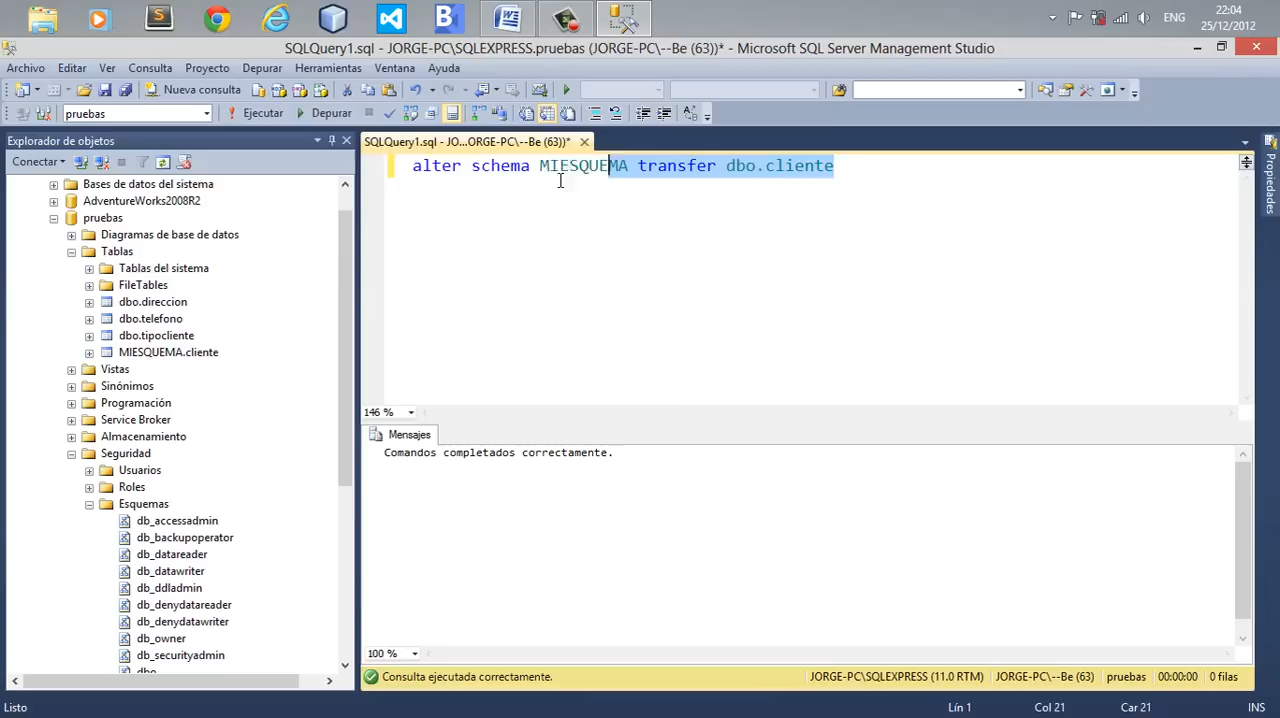 22:04
ENG
25/12/2012
SQLQuery1.sql - JORGE-PC\SQLEXPRESS.pruebas (JORGE-PC\--Be (63))* - Microsoft SQL Server Management Studio
Archivo Editar Ver Consulta Proyecto Depurar Herramientas Ventana Ayuda
Nueva consulta
pruebas
Ejecutar
Depurar
Explorador de objetos
SQLQuery1.sql - JO...ORGE-PC\--Be (63))*
Conectar
Propiedades
alter schema MIESQUEMA transfer dbo.cliente
Bases de datos del sistema
AdventureWorks2008R2
pruebas
Diagramas de base de datos
Tablas
Tablas del sistema
FileTables
dbo.direccion
dbo.telefono
dbo.tipocliente
MIESQUEMA.cliente
Vistas
Sinónimos
Programación
Service Broker
Almacenamiento
Seguridad
Usuarios
Roles
Esquemas
db_accessadmin
db_backupoperator
db_datareader
db_datawriter
db_ddladmin
db_denydatareader
db_denydatawriter
db_owner
db_securityadmin
dbo
146 %
Mensajes
Comandos completados correctamente.
100 %
Consulta ejecutada correctamente.
JORGE-PC\SQLEXPRESS (11.0 RTM)
JORGE-PC\--Be (63)
pruebas
00:00:00
0 filas
Listo
Lín 1
Col 21
Car 21
INS